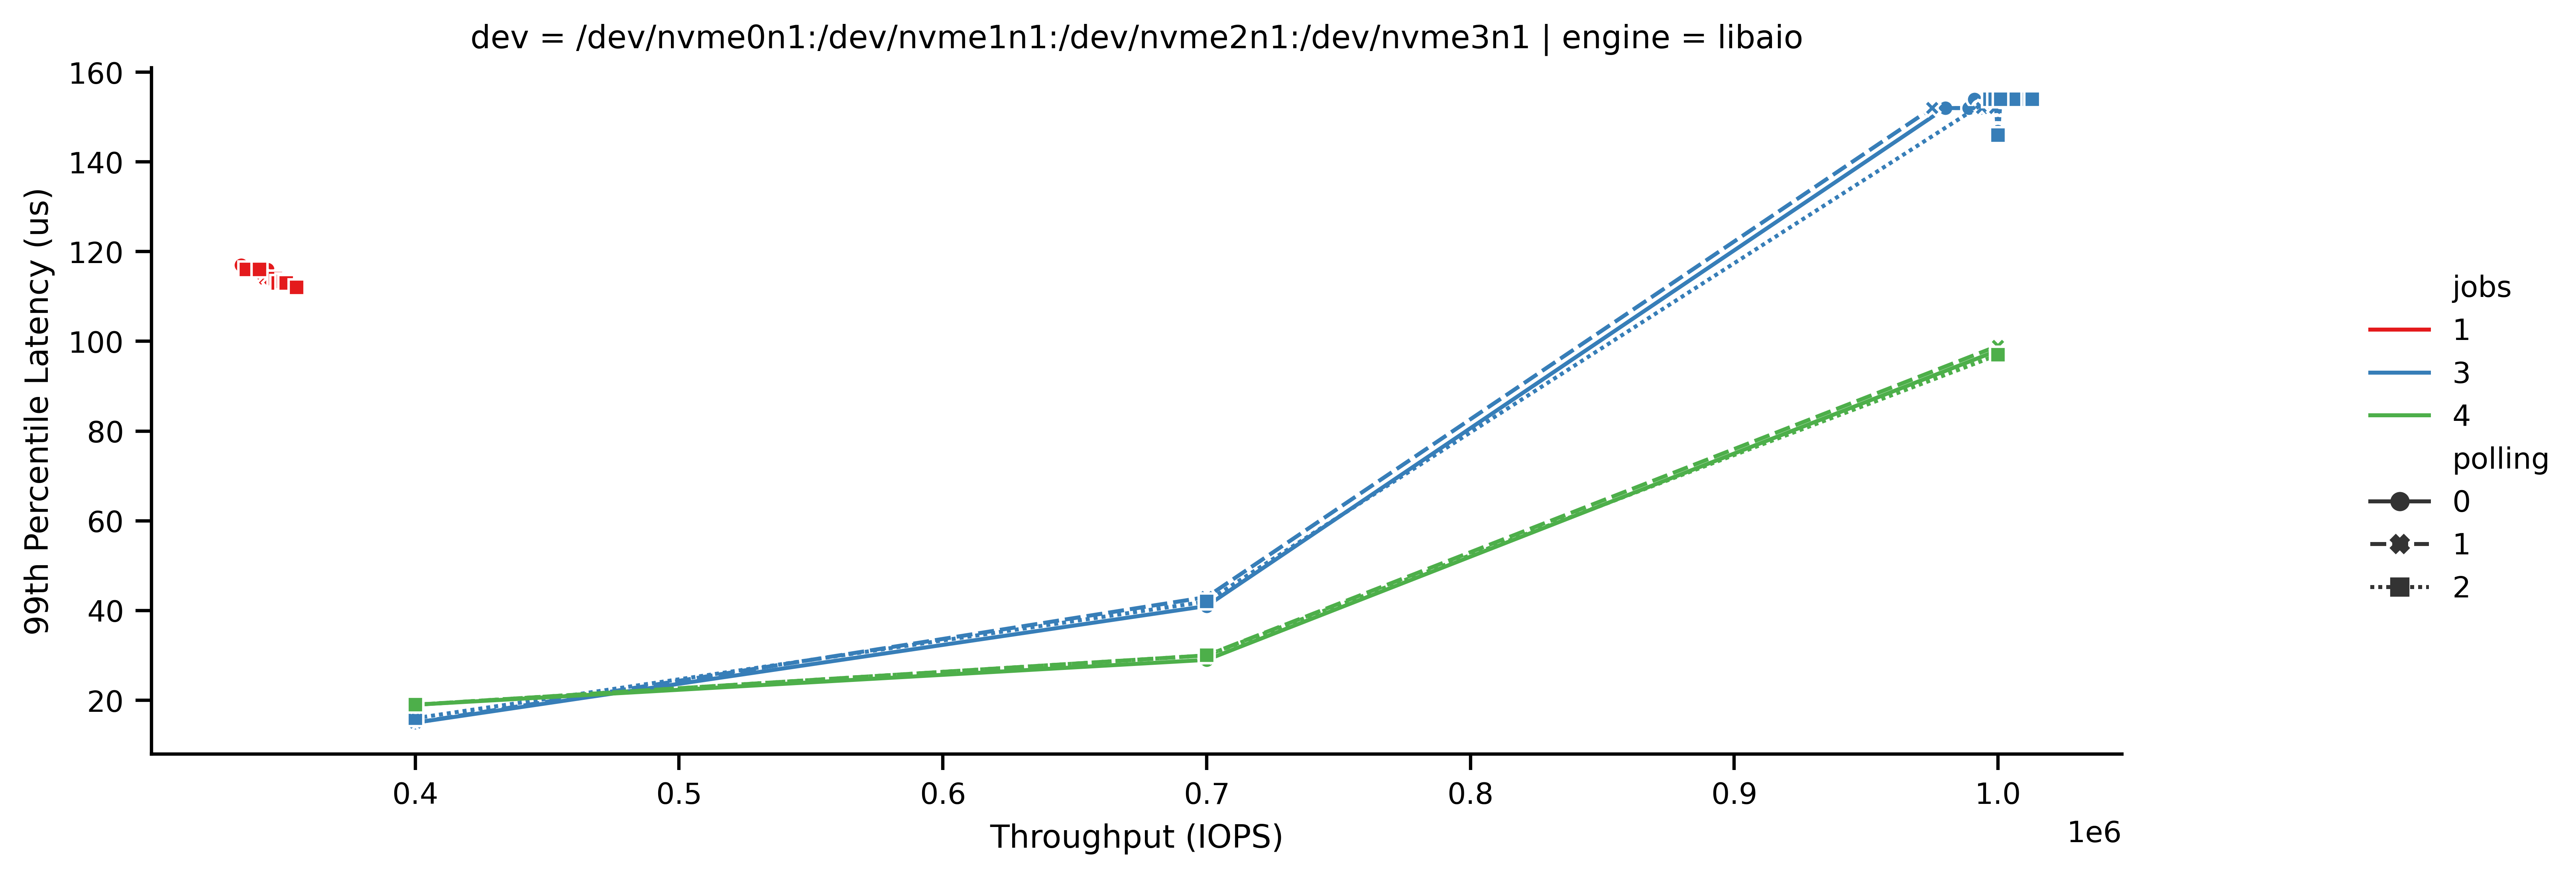 dev = /dev/nvme0n1:/dev/nvme1n1:/dev/nvme2n1:/dev/nvme3n1 | engine = libaio
160
140
120
100
80
60
40
20
99th Percentile Latency (us)
0.4 0.5 0.6 0.7 0.8 0.9 1.0
1e6
Throughput (IOPS)
jobs
1
3
4
polling
0
1
2